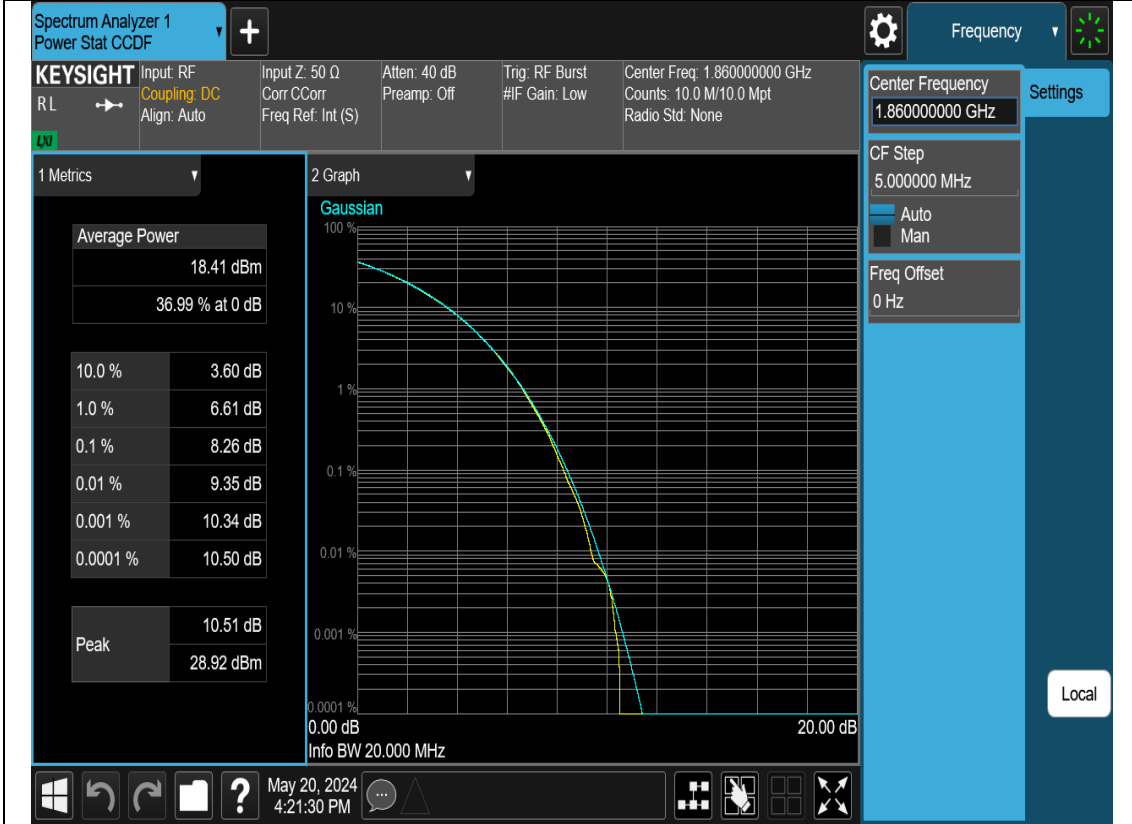 Spectrum Analyzer 1
Power Stat CCDF
Frequency
KEYSIGHT
RL
LXI
Input: RF
Coupling: DC
Align: Auto
Input Z: 50 Ω
Corr CCorr
Freq Ref: Int (S)
Atten: 40 dB
Preamp: Off
Trig: RF Burst
#IF Gain: Low
Center Freq: 1.860000000 GHz
Counts: 10.0 M/10.0 Mpt
Radio Std: None
Center Frequency
1.860000000 GHz
Settings
CF Step
5.000000 MHz
Auto
Man
Freq Offset
0 Hz
1 Metrics
Average Power
18.41 dBm
36.99 % at 0 dB
10.0 % 3.60 dB
1.0 % 6.61 dB
0.1 % 8.26 dB
0.01 % 9.35 dB
0.001 % 10.34 dB
0.0001 % 10.50 dB
Peak
10.51 dB
28.92 dBm
2 Graph
Gaussian
100 %
10 %
1 %
0.1 %
0.01 %
0.001 %
0.0001 %
0.00 dB 20.00 dB
Info BW 20.000 MHz
Local
?
May 20, 2024
4:21:30 PM